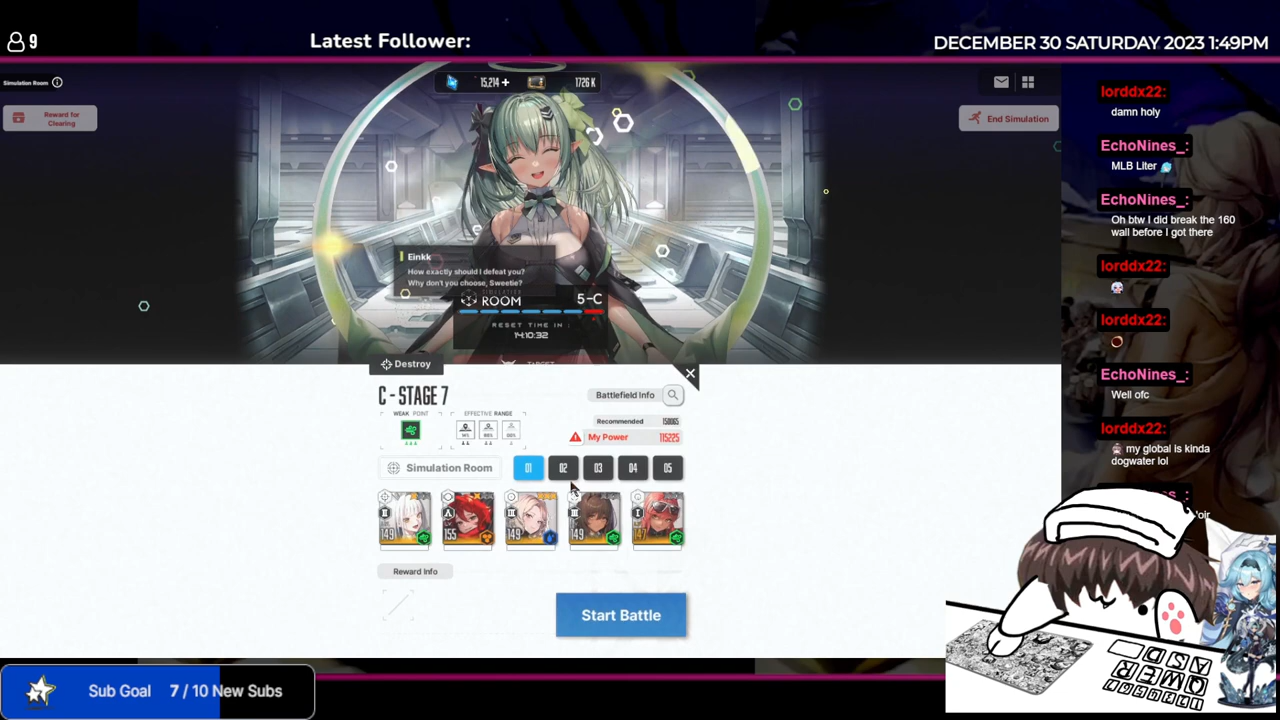 9
Latest Follower:
DECEMBER 30 SATURDAY 2023 1:49PM
Simulation Room
15,214 +
1726 K
Reward for
Clearing
End Simulation
Einkk
How exactly should I defeat you?
Why don't you choose, Sweetie?
ROOM
5-C
RESET TIME IN :
14:10:32
TARGET
Destroy
C - STAGE 7
Battlefield Info
WEAK POINT
EFFECTIVE RANGE
Recommended
My Power
115225
Simulation Room
01
02
03
04
05
149
155
149
149
147
Reward Info
Start Battle
lorddx22:
damn holy
EchoNines_:
MLB Liter
EchoNines_:
Oh btw I did break the 160
wall before I got there
lorddx22:
lorddx22:
EchoNines_:
Well ofc
lorddx22:
my global is kinda
dogwater lol
Sub Goal
7 / 10 New Subs
D
S
A
R
E
W
Q